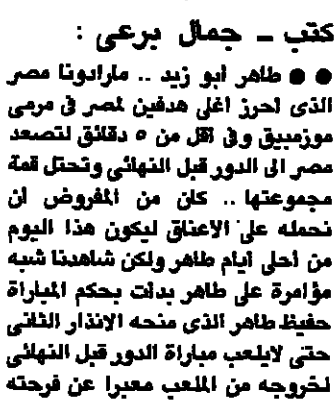 كتب ــ جمال برعى :
● ● طاهر ابو زيد .. مارادونا مصر
الذى احرز اغلى هدفين لمصر فى مرمى
موزمبيق وفى اقل من ٥ دقائق لتصعد
مصر الى الدور قبل النهائى وتحتل قمة
مجموعتها .. كان من المفروض ان
نحمله على الاعناق ليكون هذا اليوم
من احلى ايام طاهر ولكن شاهدنا شبه
مؤامرة على طاهر بدات بحكم المباراة
حفيظ طاهر الذى منحه الانذار الثانى
حتى لايلعب مباراة الدور قبل النهائى
لخروجه من الملعب معبرا عن فرحته